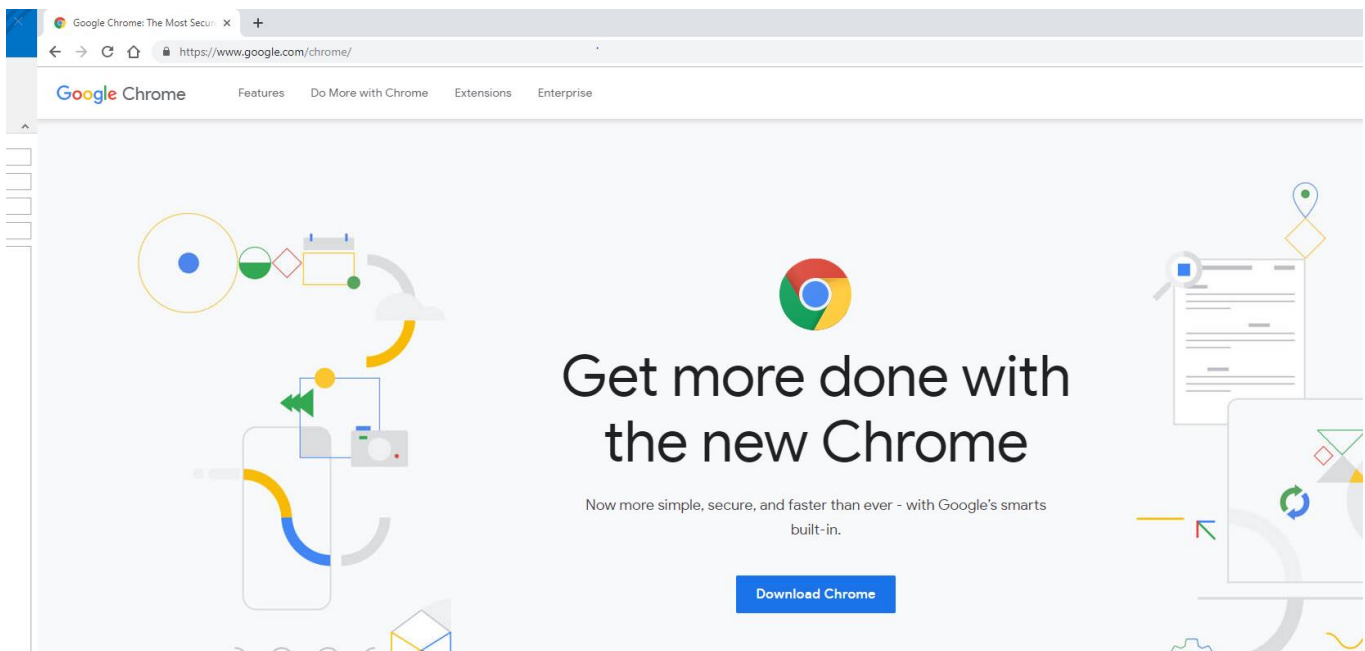 Google Chrome: The Most Secur
https://www.google.com/chrome/
Google Chrome Features Do More with Chrome Extensions Enterprise
Get more done with
the new Chrome
Now more simple, secure, and faster than ever - with Google's smarts
built-in.
Download Chrome